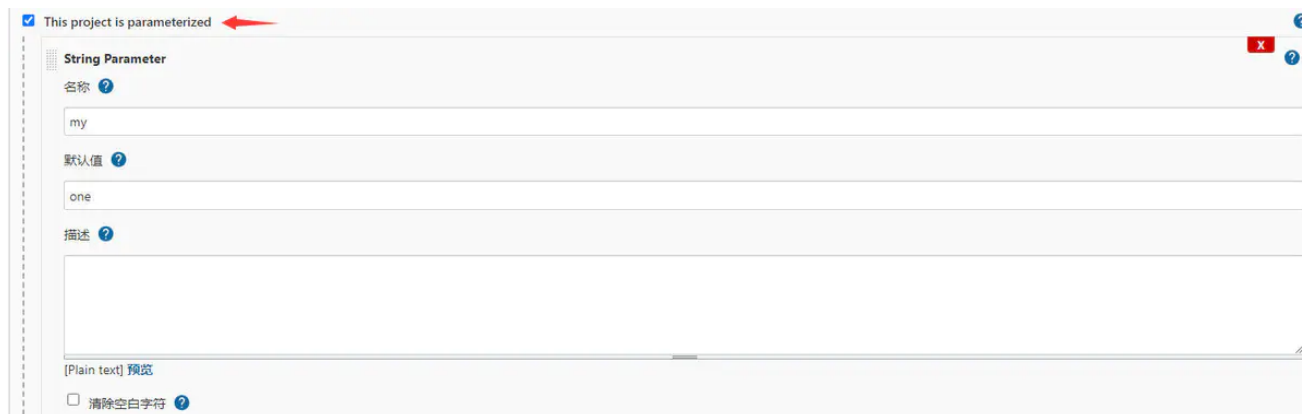 This project is parameterized
X
String Parameter
名称
my
默认值
one
描述
[Plain text] 预览
清除空白字符